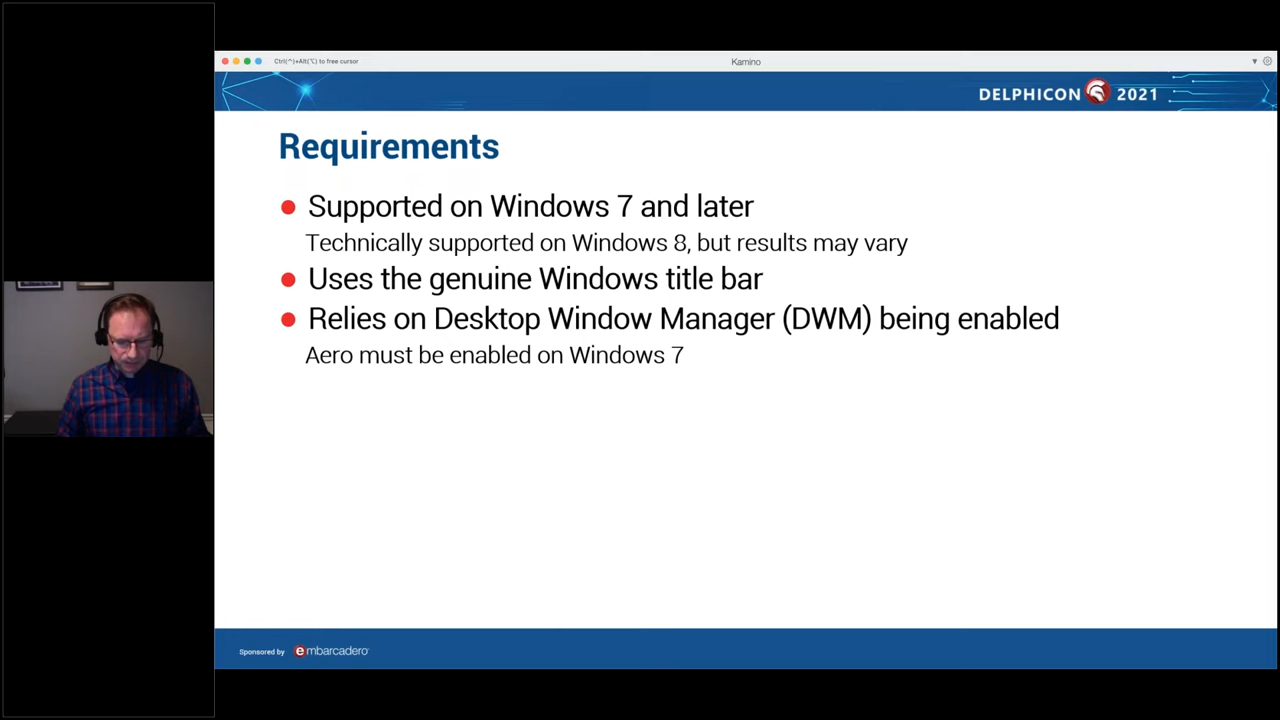 Ctrl(^)+Alt(⌥) to free cursor
Kamino
DELPHICON 2021
Requirements
Supported on Windows 7 and later
Technically supported on Windows 8, but results may vary
Uses the genuine Windows title bar
Relies on Desktop Window Manager (DWM) being enabled
Aero must be enabled on Windows 7
Sponsored by embarcadero